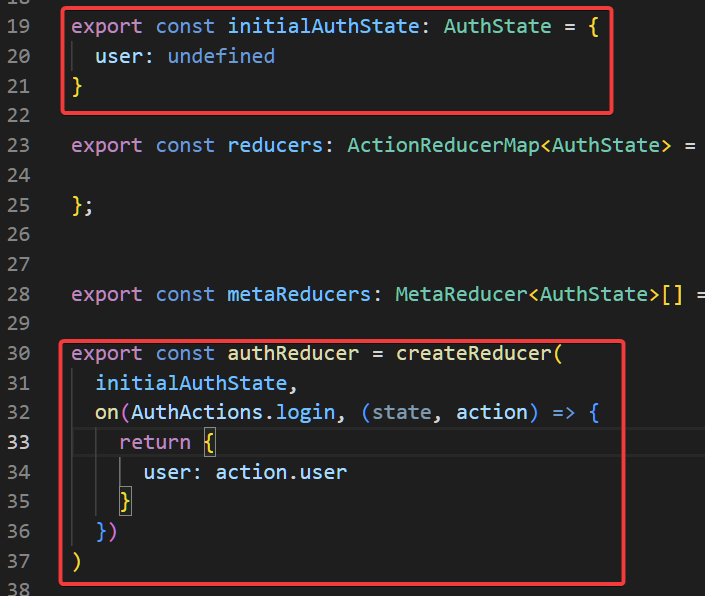 19 export const initialAuthState: AuthState = {
20 user: undefined
21 }
22
23 export const reducers: ActionReducerMap<AuthState> =
24
25 };
26
27
28 export const metaReducers: MetaReducer<AuthState>[] =
29
30 export const authReducer = createReducer(
31 initialAuthState,
32 on(AuthActions.login, (state, action) => {
33 return {
34 user: action.user
35 }
36 })
37 )
38